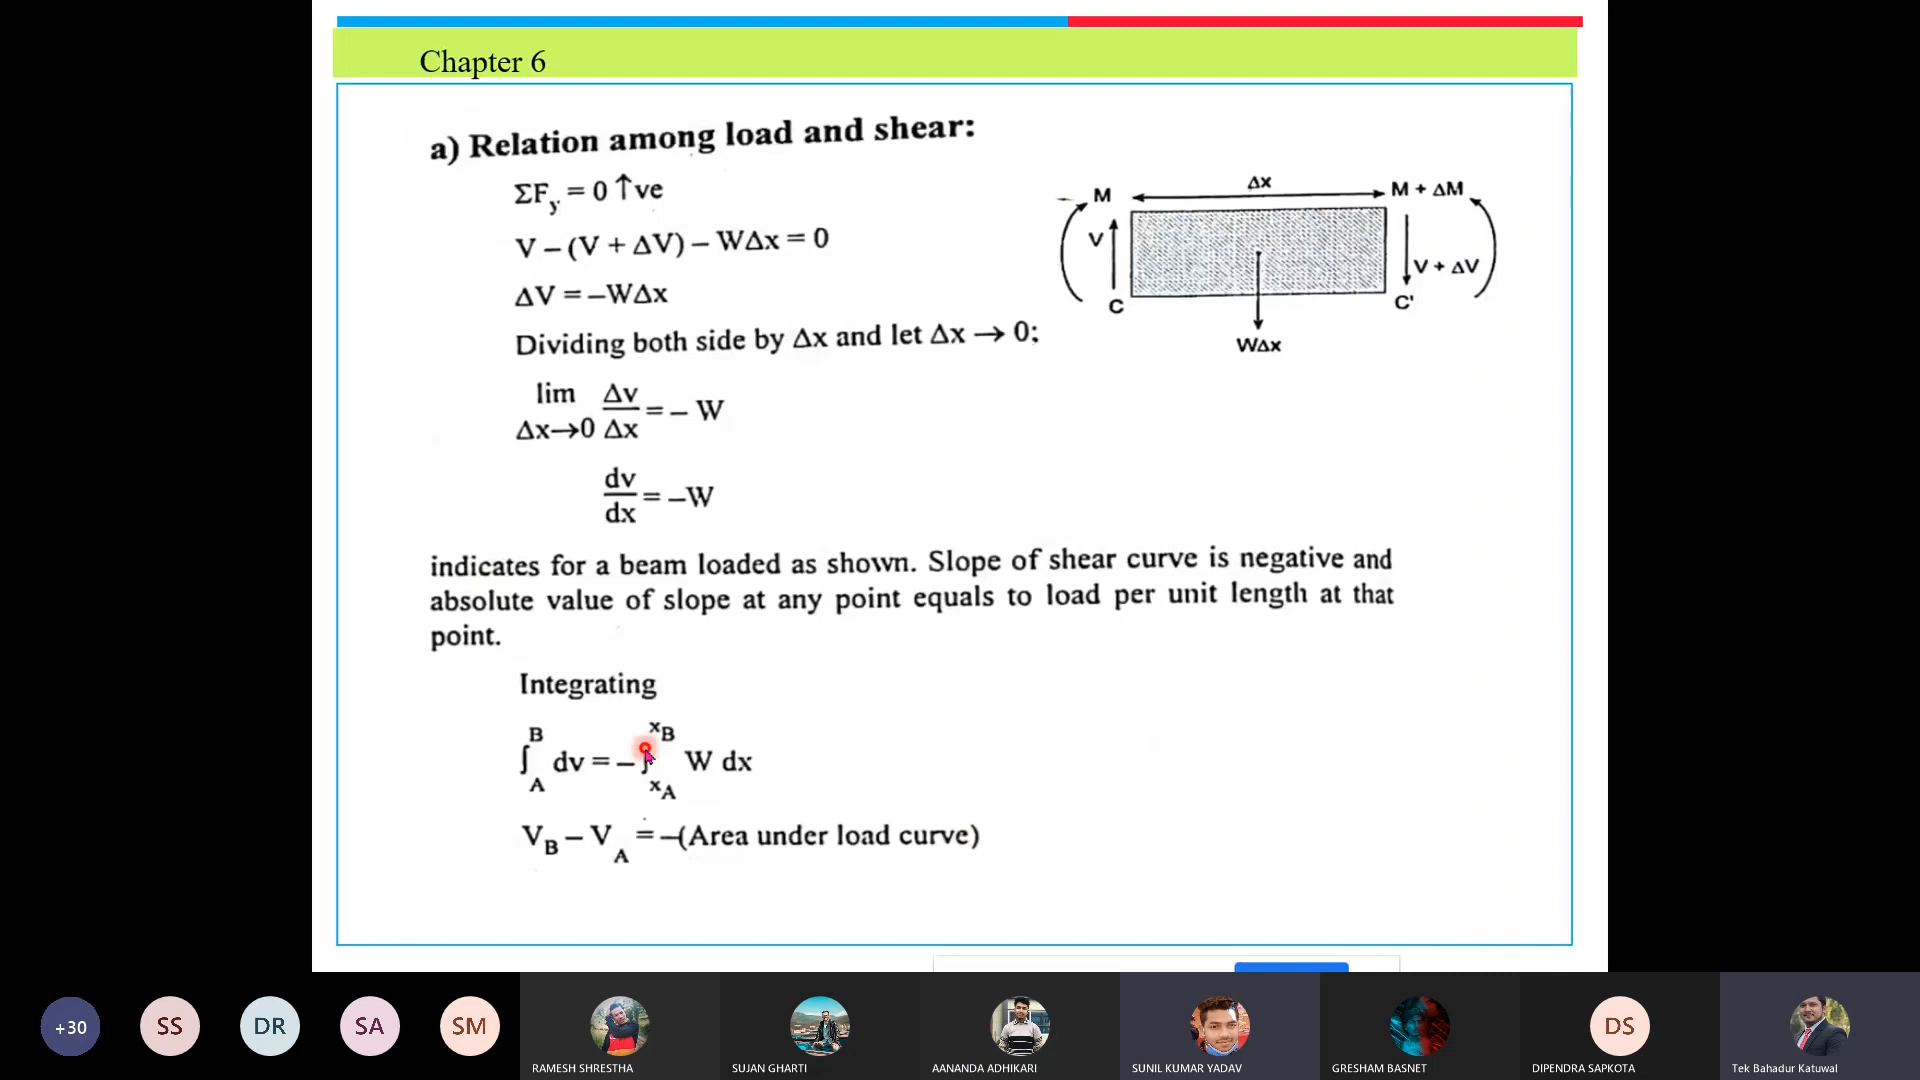 Chapter 6
a) Relation among load and shear:
ΣFy = 0 ↑ve
V – (V + ΔV) – WΔx = 0
ΔV = –WΔx
Dividing both side by Δx and let Δx → 0;
lim Δv
= – W
Δx→0 Δx
dv
= –W
dx
M
Δx
M + ΔM
V
V + ΔV
C
C'
WΔx
indicates for a beam loaded as shown. Slope of shear curve is negative and
absolute value of slope at any point equals to load per unit length at that
point.
Integrating
B xB
∫ dv = – ∫ W dx
A xA
VB – VA = –(Area under load curve)
+30
SS
DR
SA
SM
RAMESH SHRESTHA
SUJAN GHARTI
AANANDA ADHIKARI
SUNIL KUMAR YADAV
GRESHAM BASNET
DS
DIPENDRA SAPKOTA
Tek Bahadur Katuwal